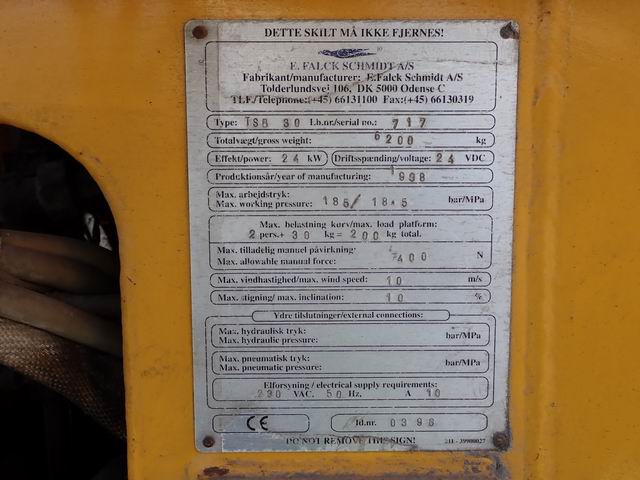 DETTE SKILT MÅ IKKE FJERNES!
E. FALCK SCHMIDT A/S
Fabrikant/manufacturer: E.Falck Schmidt A/S
Tolderlundsvej 106, DK 5000 Odense C
TLF./Telephone:(+45) 66131100 Fax:(+45) 66130319
Type: TSB 30 Lb.nr./serial no.: 717
Totalvægt/gross weight: 6200 kg
Effekt/power: 24 kW Driftsspænding/voltage: 24 VDC
Produktionsår/year of manufacturing: 1998
Max. arbejdstryk:
Max. working pressure: 185/ 18.5 bar/MPa
Max. belastning kurv/max. load platform:
2 pers.+ 30 kg = 200 kg total.
Max. tilladelig manuel påvirkning:
Max. allowable manual force: 400 N
Max. vindhastighed/max. wind speed: 10 m/s
Max. stigning/ max. inclination: 10 %
Ydre tilslutninger/external connections:
Max. hydraulisk tryk:
Max. hydraulic pressure: bar/MPa
Max. pneumatisk tryk:
Max. pneumatic pressure: bar/MPa
Elforsyning / electrical supply requirements:
230 VAC. 50 Hz. A 10
CE Id.nr. 0396
DO NOT REMOVE THIS SIGN! 211 - 39900027